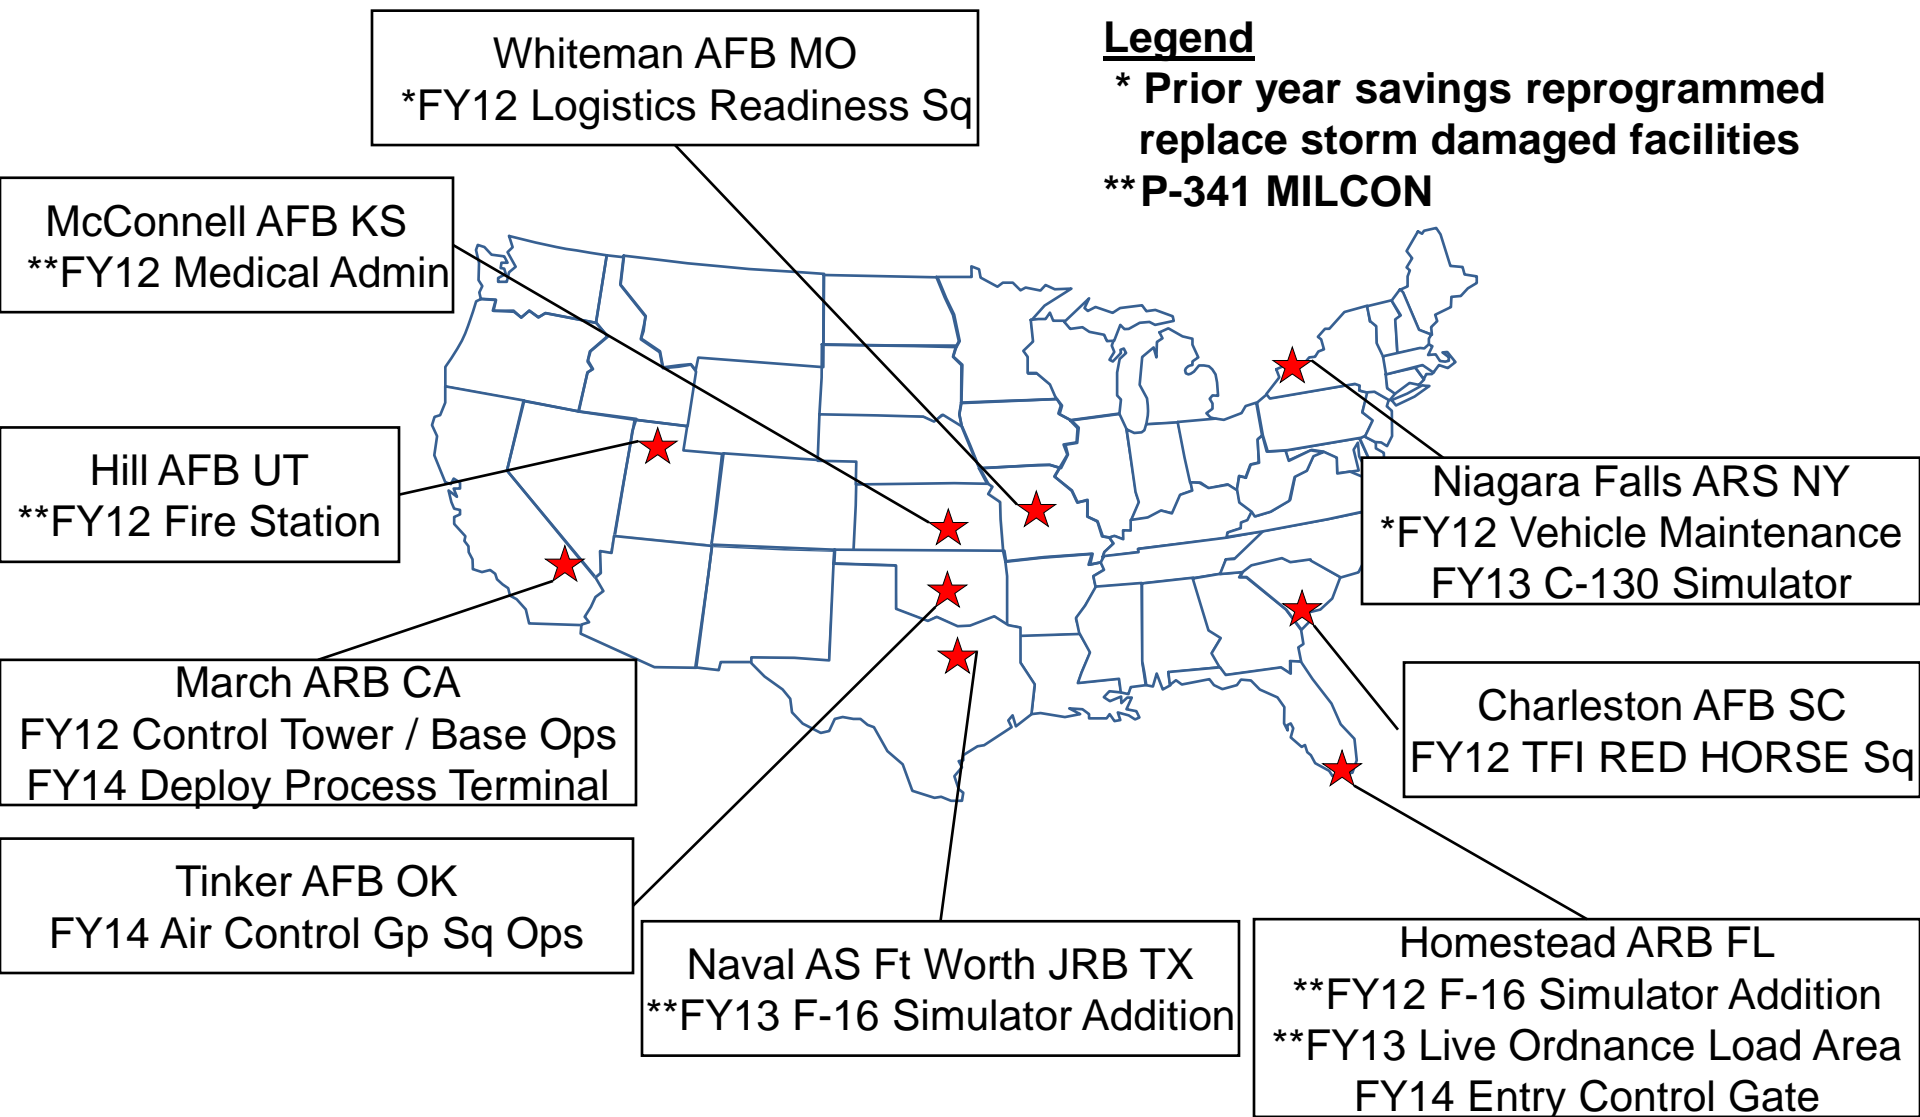 Whiteman AFB MO
*FY12 Logistics Readiness Sq
Legend
* Prior year savings reprogrammed
replace storm damaged facilities
**P-341 MILCON
McConnell AFB KS
**FY12 Medical Admin
Hill AFB UT
**FY12 Fire Station
Niagara Falls ARS NY
*FY12 Vehicle Maintenance
FY13 C-130 Simulator
March ARB CA
FY12 Control Tower / Base Ops
FY14 Deploy Process Terminal
Charleston AFB SC
FY12 TFI RED HORSE Sq
Tinker AFB OK
FY14 Air Control Gp Sq Ops
Naval AS Ft Worth JRB TX
**FY13 F-16 Simulator Addition
Homestead ARB FL
**FY12 F-16 Simulator Addition
**FY13 Live Ordnance Load Area
FY14 Entry Control Gate